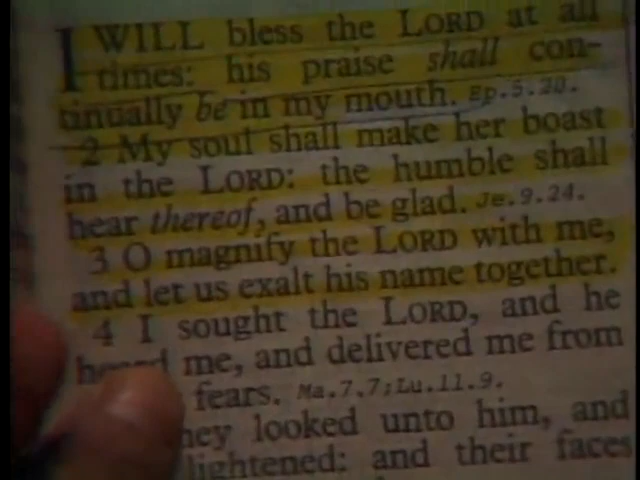 I WILL bless the LORD at all
times: his praise shall con-
tinually be in my mouth. Ep.5.20.
2 My soul shall make her boast
in the LORD: the humble shall
hear thereof, and be glad. Je.9.24.
3 O magnify the LORD with me,
and let us exalt his name together.
4 I sought the LORD, and he
heard me, and delivered me from
fears. Ma.7.7;Lu.11.9.
hey looked unto him, and
lightened: and their faces